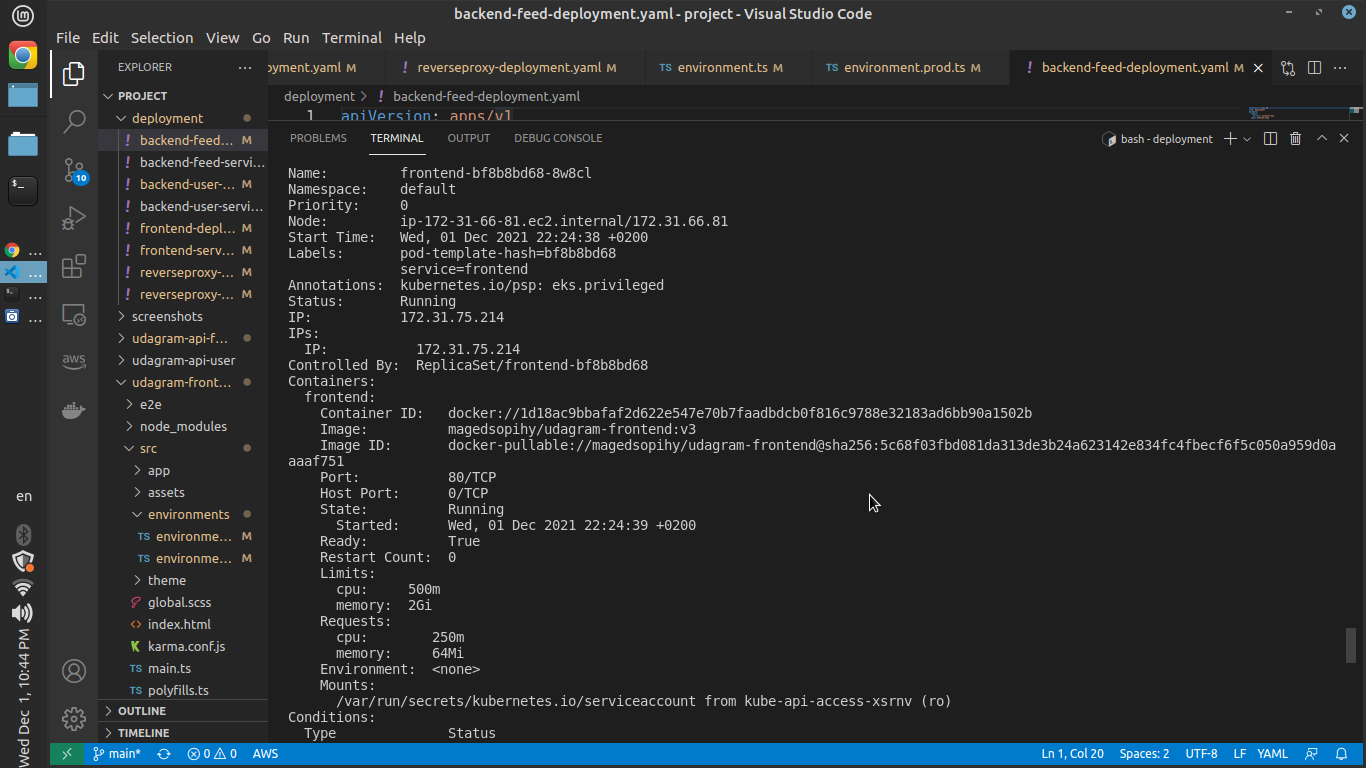 backend-feed-deployment.yaml - project - Visual Studio Code
File Edit Selection View Go Run Terminal Help
EXPLORER
oyment.yaml M
! reverseproxy-deployment.yaml M
TS environment.ts M
TS environment.prod.ts M
! backend-feed-deployment.yaml M
deployment > ! backend-feed-deployment.yaml
1 apiVersion: apps/v1
PROJECT
deployment
! backend-feed... M
! backend-feed-servi...
! backend-user-... M
! backend-user-servi...
! frontend-depl... M
! frontend-serv... M
! reverseproxy-... M
! reverseproxy-... M
screenshots
udagram-api-f...
udagram-api-user
udagram-front...
e2e
node_modules
src
app
assets
environments
TS environme... M
TS environme... M
theme
global.scss
index.html
karma.conf.js
TS main.ts
TS polyfills.ts
OUTLINE
TIMELINE
10
aws
PROBLEMS TERMINAL OUTPUT DEBUG CONSOLE
bash - deployment
Name: frontend-bf8b8bd68-8w8cl
Namespace: default
Priority: 0
Node: ip-172-31-66-81.ec2.internal/172.31.66.81
Start Time: Wed, 01 Dec 2021 22:24:38 +0200
Labels: pod-template-hash=bf8b8bd68
service=frontend
Annotations: kubernetes.io/psp: eks.privileged
Status: Running
IP: 172.31.75.214
IPs:
IP: 172.31.75.214
Controlled By: ReplicaSet/frontend-bf8b8bd68
Containers:
frontend:
Container ID: docker://1d18ac9bbafaf2d622e547e70b7faadbdcb0f816c9788e32183ad6bb90a1502b
Image: magedsopihy/udagram-frontend:v3
Image ID: docker-pullable://magedsopihy/udagram-frontend@sha256:5c68f03fbd081da313de3b24a623142e834fc4fbecf6f5c050a959d0a
aaaf751
Port: 80/TCP
Host Port: 0/TCP
State: Running
Started: Wed, 01 Dec 2021 22:24:39 +0200
Ready: True
Restart Count: 0
Limits:
cpu: 500m
memory: 2Gi
Requests:
cpu: 250m
memory: 64Mi
Environment: <none>
Mounts:
/var/run/secrets/kubernetes.io/serviceaccount from kube-api-access-xsrnv (ro)
Conditions:
Type Status
en
Wed Dec 1, 10:44 PM
main* 0 0 AWS
Ln 1, Col 20 Spaces: 2 UTF-8 LF YAML